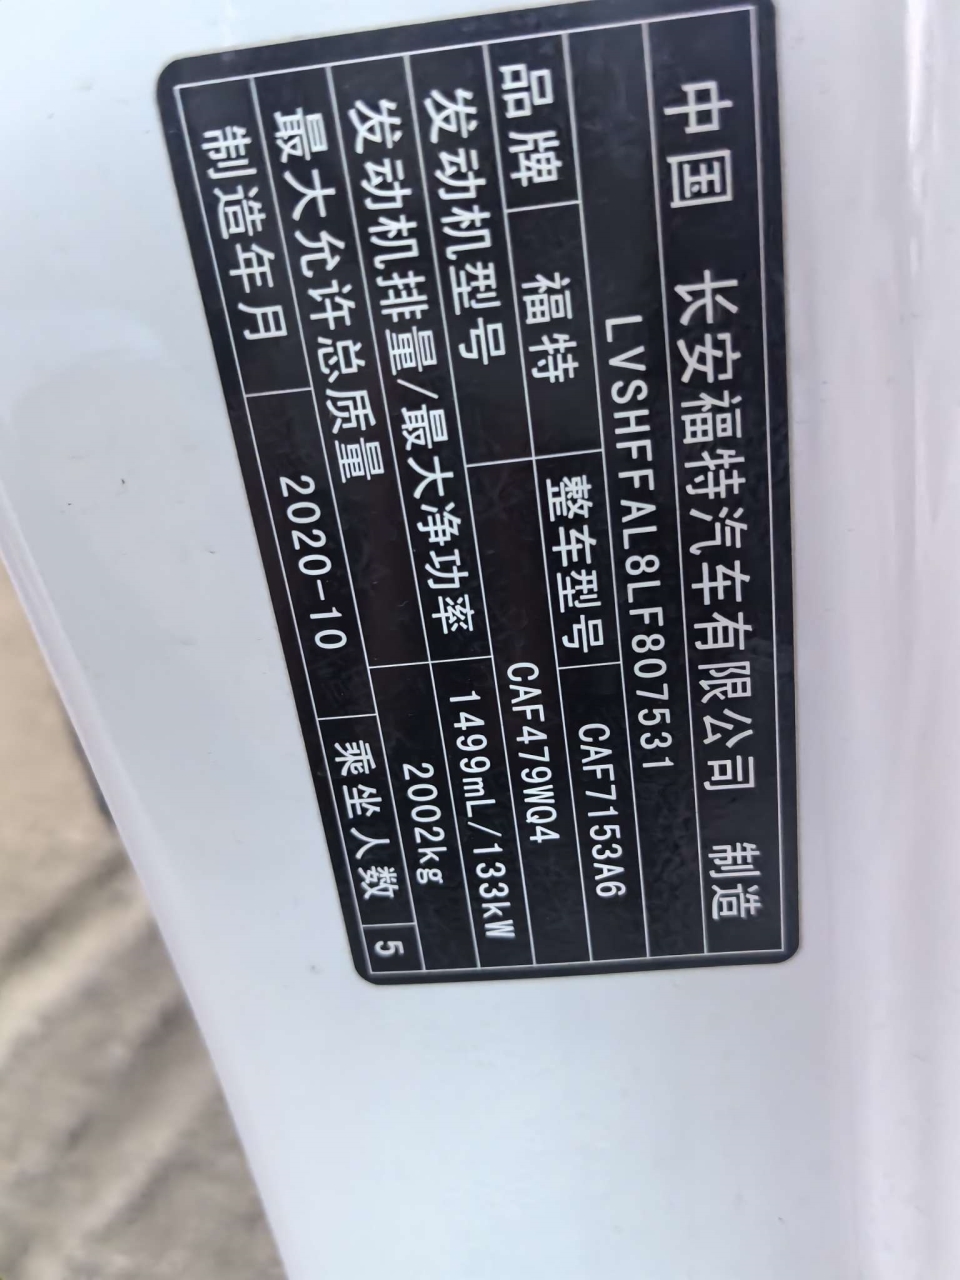 中国 长安福特汽车有限公司 制造
LVSHFFAL8LF807531
品牌 福特 整车型号 CAF7153A6
发动机型号 CAF479WQ4
发动机排量/最大净功率 1499mL/133kW
最大允许总质量 2002kg
制造年月 2020-10 乘坐人数 5